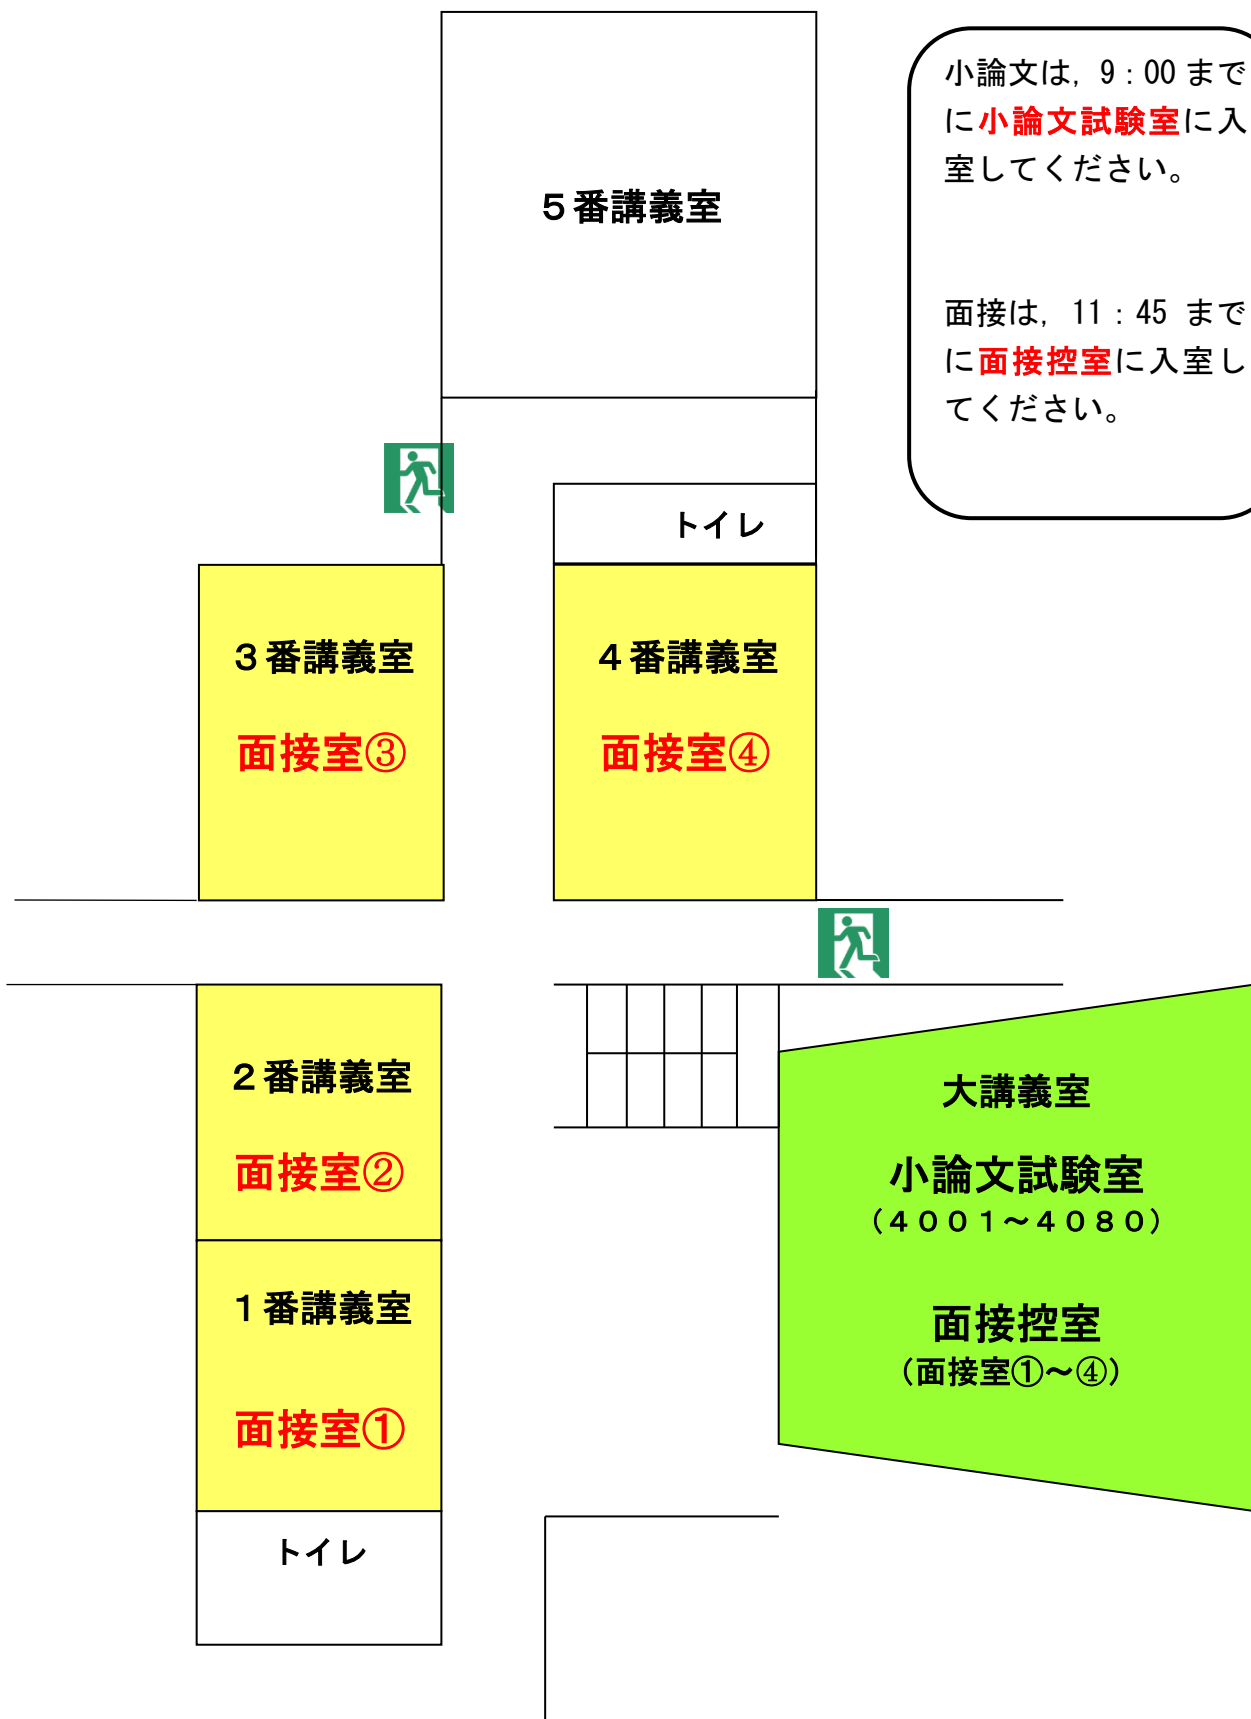 小論文は，9：00 まで
に小論文試験室に入
室してください。
面接は，11：45 まで
に面接控室に入室し
てください。
５番講義室
トイレ
３番講義室
面接室③
４番講義室
面接室④
２番講義室
面接室②
１番講義室
面接室①
トイレ
大講義室
小論文試験室
（４００１～４０８０）
面接控室
（面接室①～④）